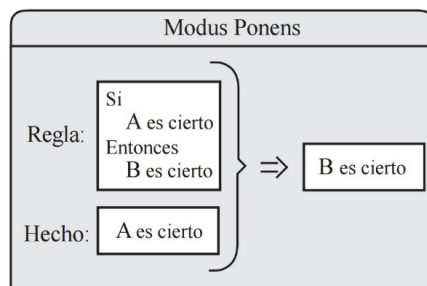 Modus Ponens
Regla:
Si
A es cierto
Entonces
B es cierto
Hecho:
A es cierto
⇒
B es cierto